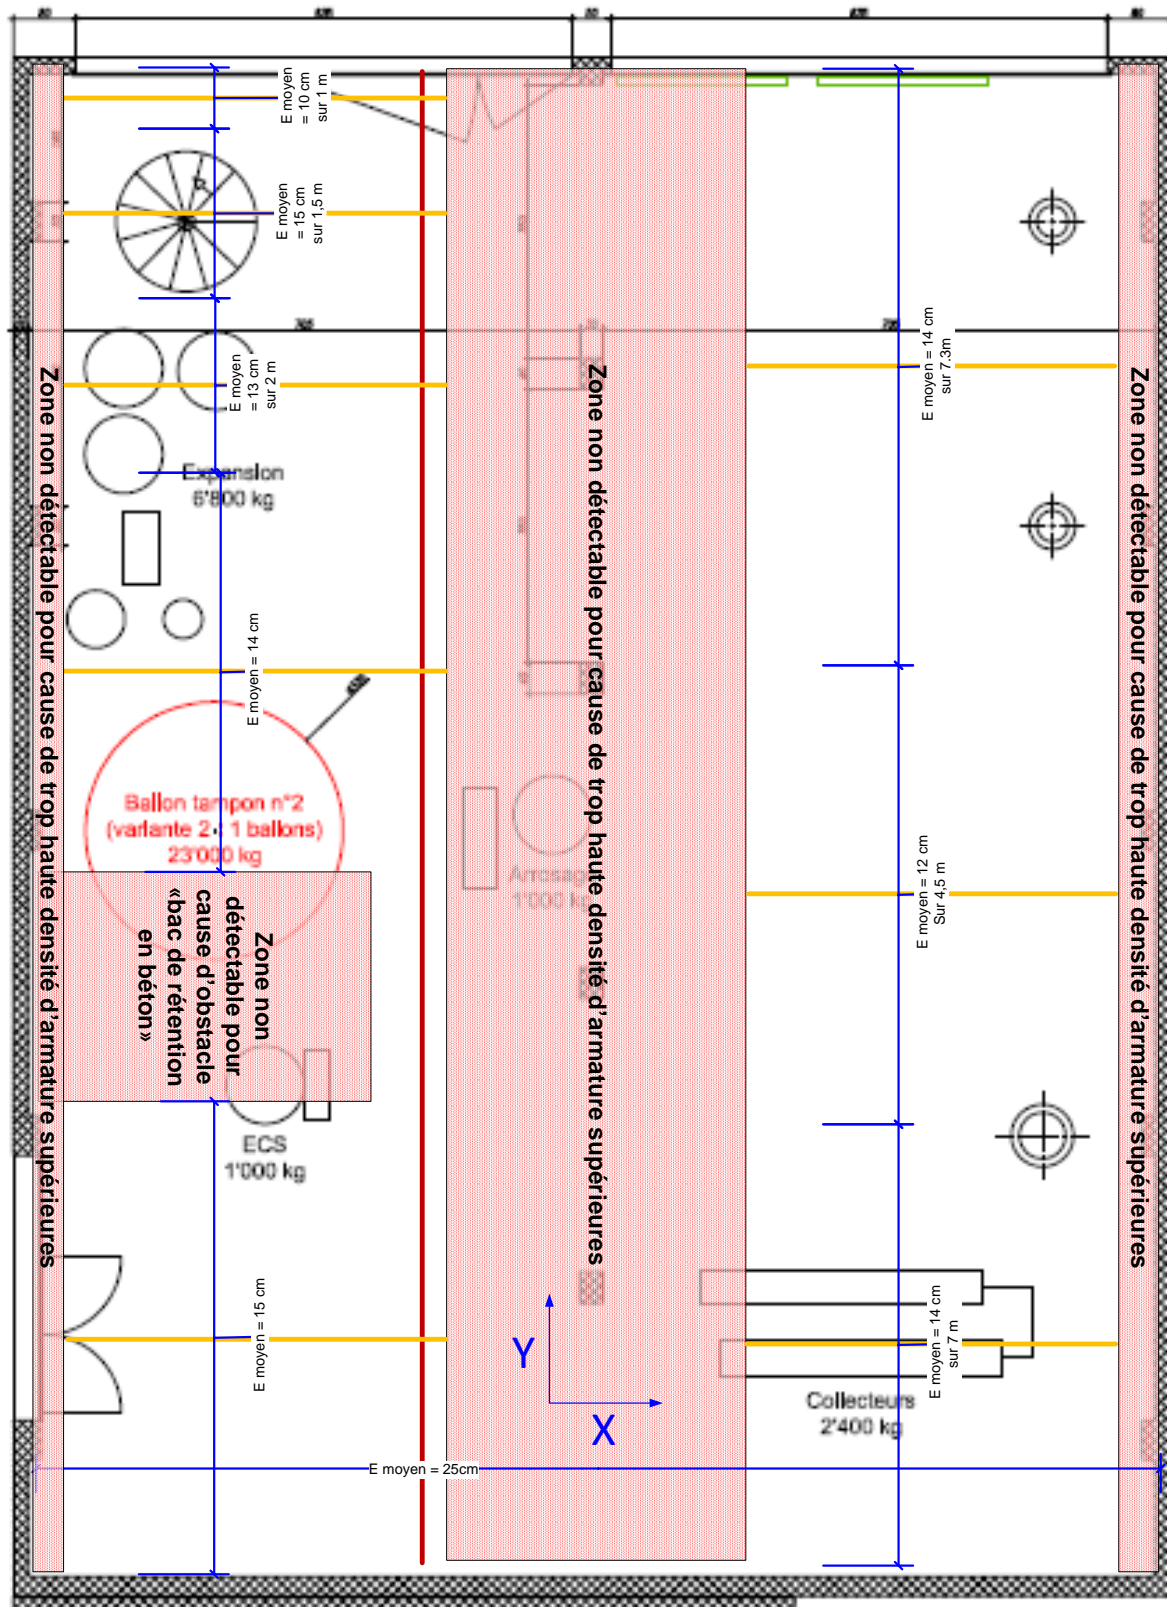 E moyen
= 10 cm
sur 1 m
E moyen
= 15 cm
sur 1,5 m
E moyen
= 13 cm
sur 2 m
E moyen = 14 cm
sur 7.3m
Expansion
6'800 kg
E moyen = 14 cm
Ballon tampon n°2
(variante 2 : 1 ballons)
23'000 kg
Arrosage
1'000 kg
E moyen = 12 cm
Sur 4,5 m
Zone non
détectable pour
cause d'obstacle
«bac de rétention
en béton»
Zone non détectable pour cause de trop haute densité d'armature supérieures
Zone non détectable pour cause de trop haute densité d'armature supérieures
Zone non détectable pour cause de trop haute densité d'armature supérieures
ECS
1'000 kg
E moyen = 15 cm
E moyen = 14 cm
sur 7 m
Y
X
Collecteurs
2'400 kg
E moyen = 25cm